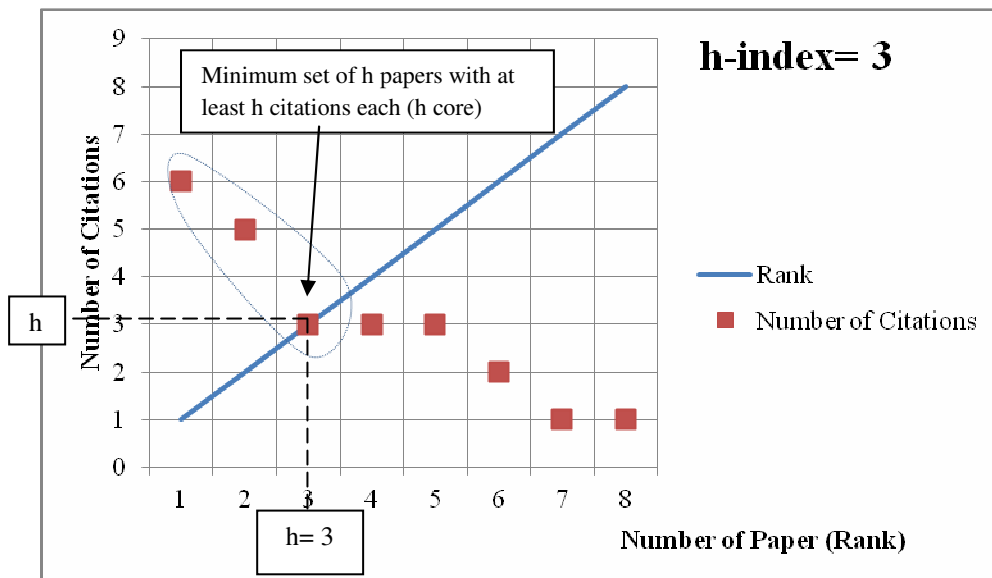 h-index= 3
Minimum set of h papers with at
least h citations each (h core)
Number of Citations
9
8
7
6
5
4
3
2
1
0
h
1 2 3 4 5 6 7 8
h= 3
Number of Paper (Rank)
Rank
Number of Citations